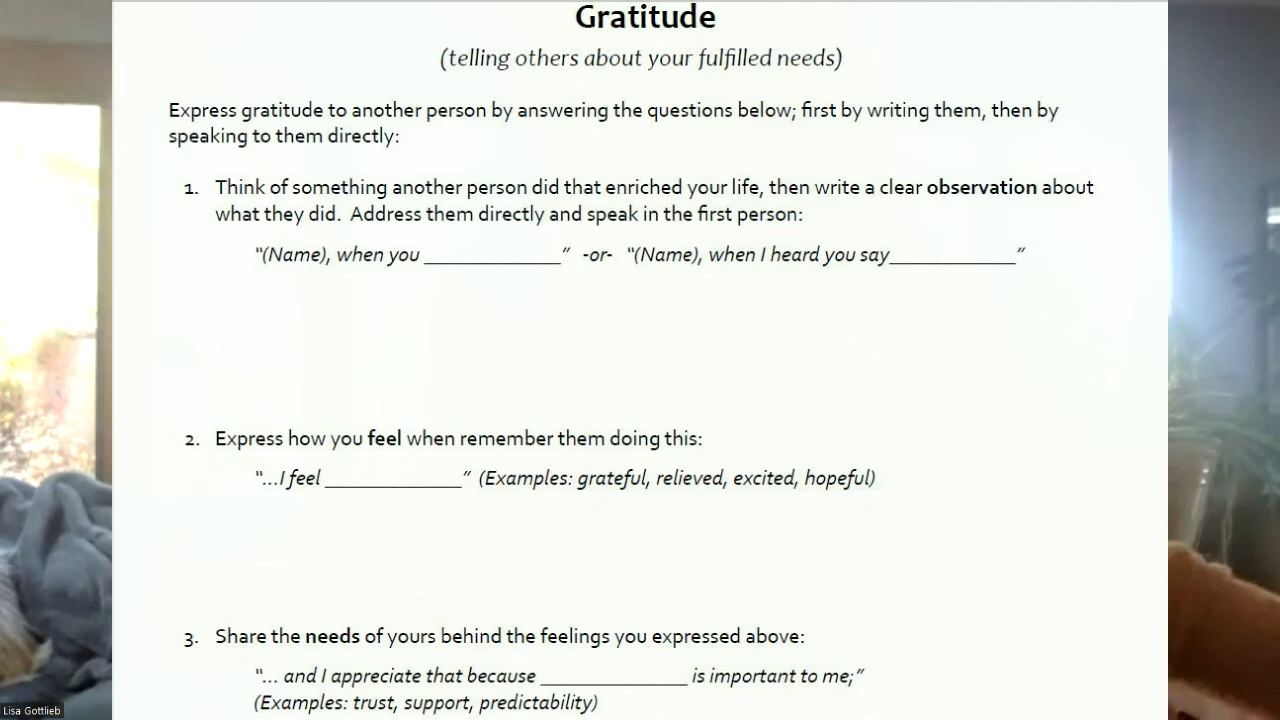 Gratitude
(telling others about your fulfilled needs)
Express gratitude to another person by answering the questions below; first by writing them, then by
speaking to them directly:
1. Think of something another person did that enriched your life, then write a clear observation about
what they did. Address them directly and speak in the first person:
"(Name), when you _____________" -or- "(Name), when I heard you say____________"
2. Express how you feel when remember them doing this:
"...I feel _____________" (Examples: grateful, relieved, excited, hopeful)
3. Share the needs of yours behind the feelings you expressed above:
"... and I appreciate that because ______________ is important to me;"
(Examples: trust, support, predictability)
Lisa Gottlieb